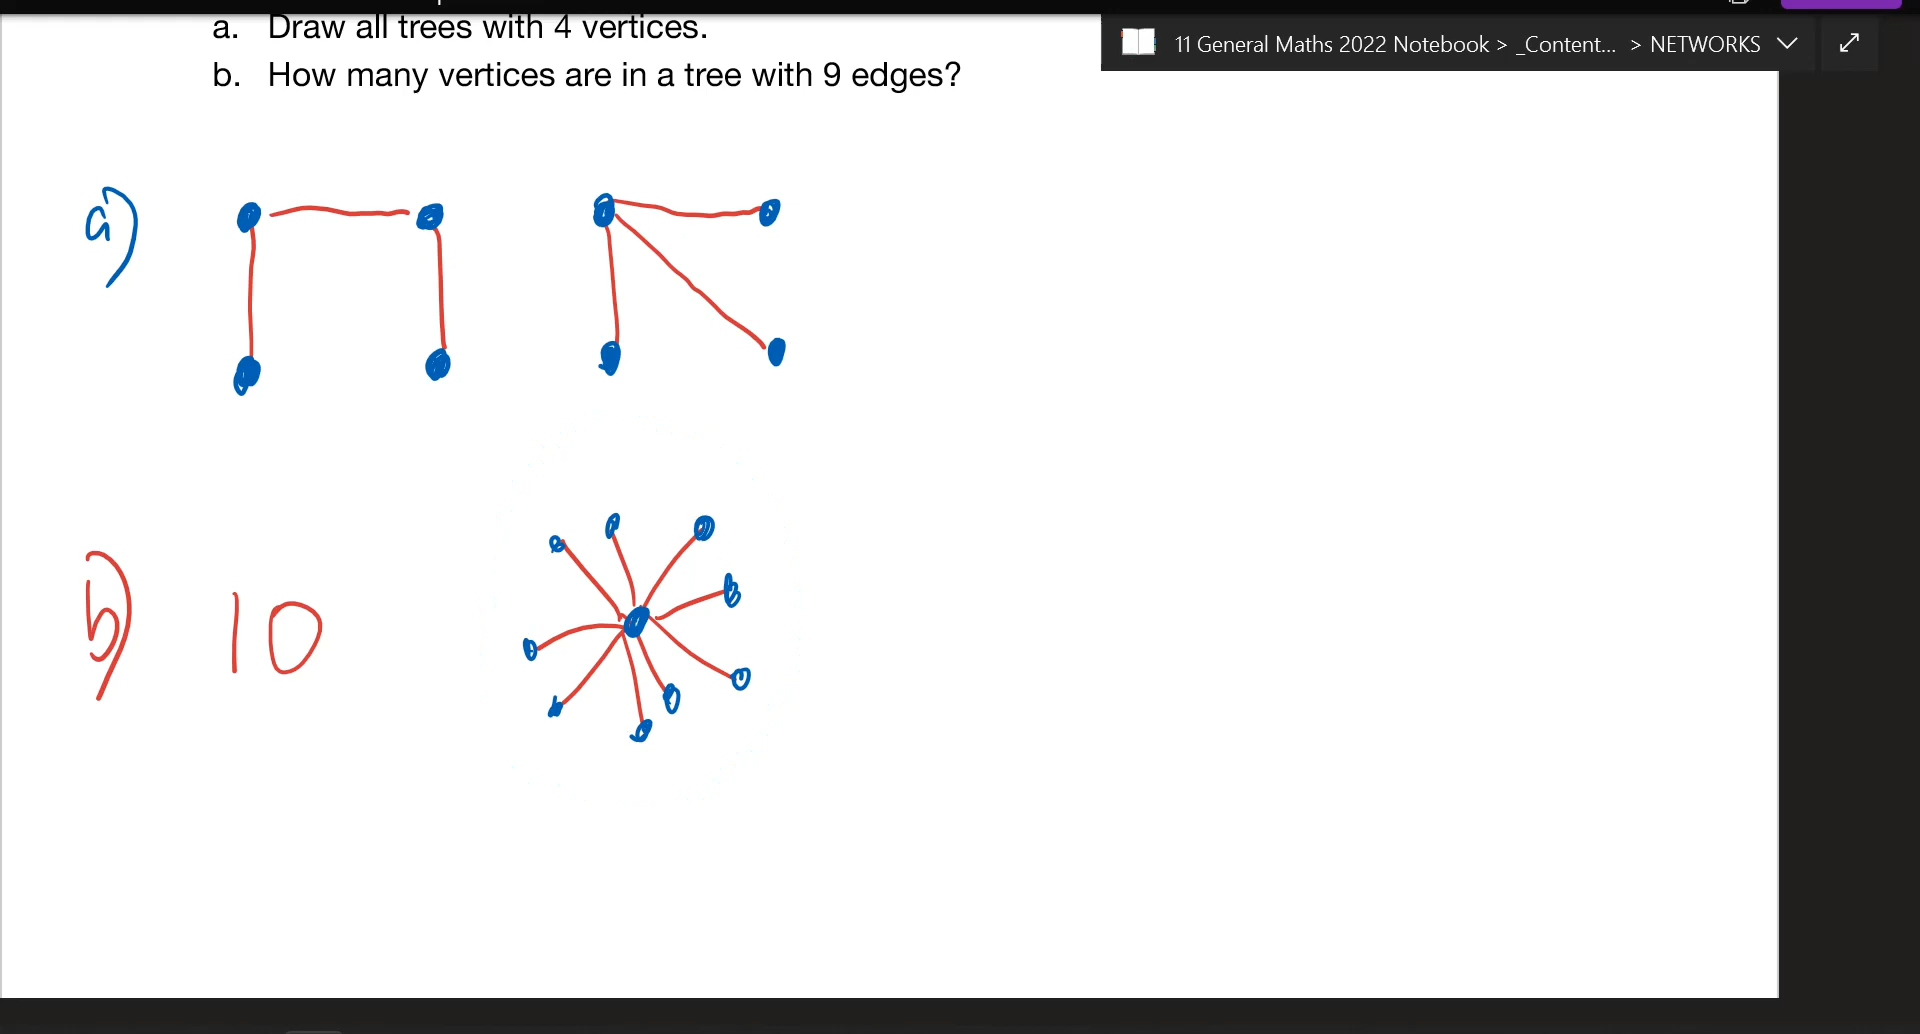 a. Draw all trees with 4 vertices.
11 General Maths 2022 Notebook > _Content... > NETWORKS
b. How many vertices are in a tree with 9 edges?
a)
b) 10